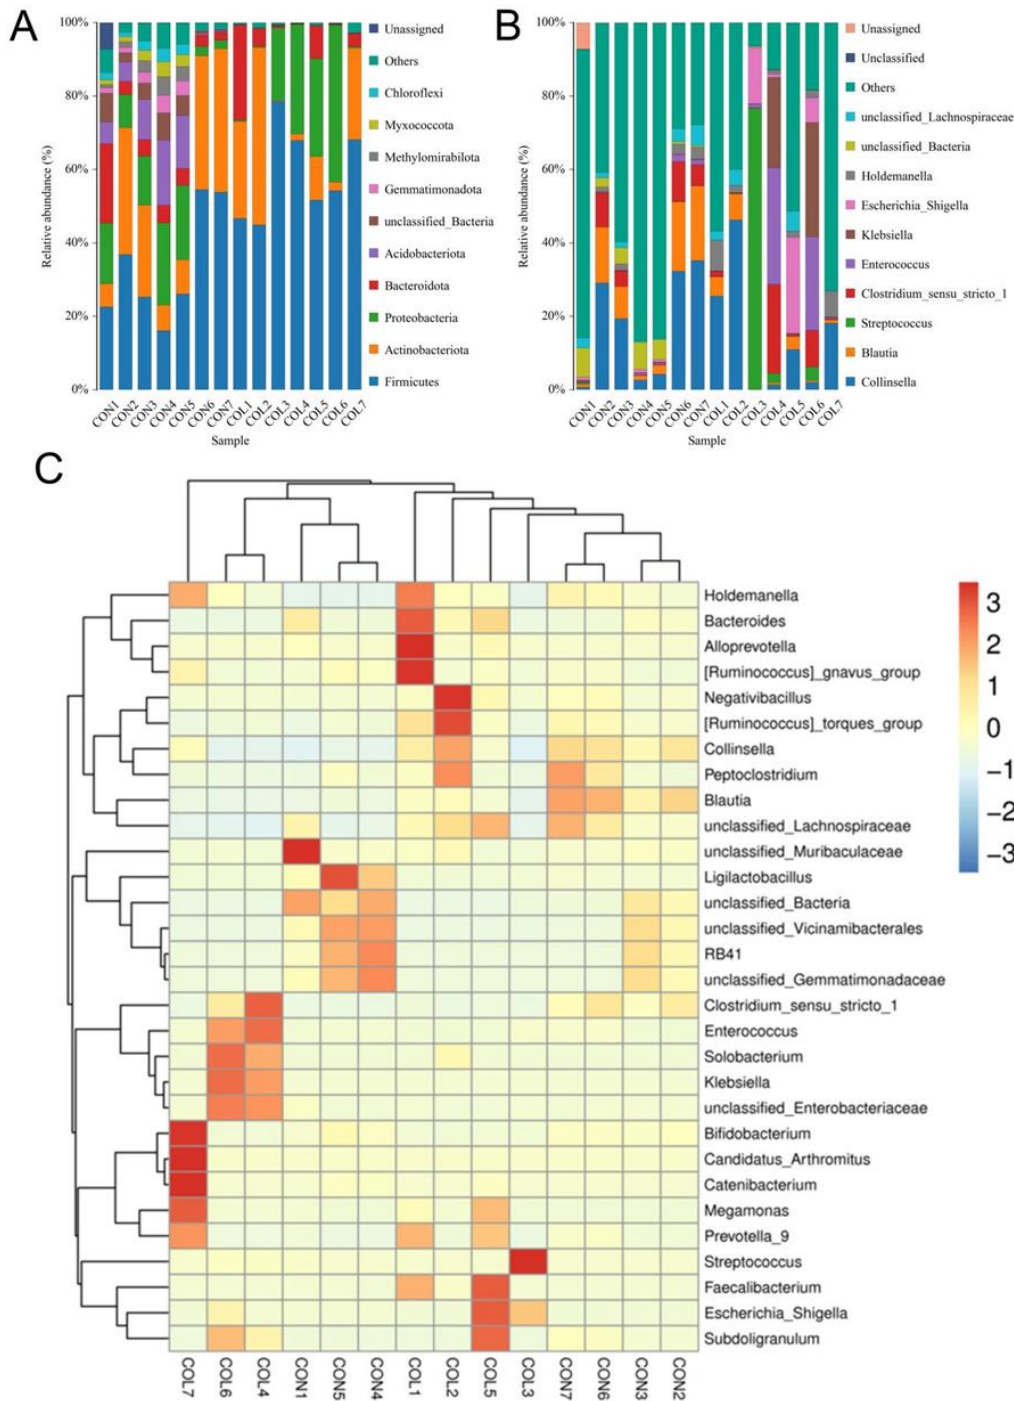 A
Relative abundance (%)
100%
80%
60%
40%
20%
0%
CON1 CON2 CON3 CON4 CON5 CON6 CON7 COL1 COL2 COL3 COL4 COL5 COL6 COL7
Sample
Unassigned
Others
Chloroflexi
Myxococcota
Methylomirabilota
Gemmatimonadota
unclassified_Bacteria
Acidobacteriota
Bacteroidota
Proteobacteria
Actinobacteriota
Firmicutes
B
Relative abundance (%)
100%
80%
60%
40%
20%
0%
CON1 CON2 CON3 CON4 CON5 CON6 CON7 COL1 COL2 COL3 COL4 COL5 COL6 COL7
Sample
Unassigned
Unclassified
Others
unclassified_Lachnospiraceae
unclassified_Bacteria
Holdemanella
Escherichia_Shigella
Klebsiella
Enterococcus
Clostridium_sensu_stricto_1
Streptococcus
Blautia
Collinsella
C
Holdemanella
Bacteroides
Alloprevotella
[Ruminococcus]_gnavus_group
Negativibacillus
[Ruminococcus]_torques_group
Collinsella
Peptoclostridium
Blautia
unclassified_Lachnospiraceae
unclassified_Muribaculaceae
Ligilactobacillus
unclassified_Bacteria
unclassified_Vicinamibacterales
RB41
unclassified_Gemmatimonadaceae
Clostridium_sensu_stricto_1
Enterococcus
Solobacterium
Klebsiella
unclassified_Enterobacteriaceae
Bifidobacterium
Candidatus_Arthromitus
Catenibacterium
Megamonas
Prevotella_9
Streptococcus
Faecalibacterium
Escherichia_Shigella
Subdoligranulum
COL7 COL6 COL4 CON1 CON5 CON4 COL1 COL2 COL5 COL3 CON7 CON6 CON3 CON2
3
2
1
0
−1
−2
−3